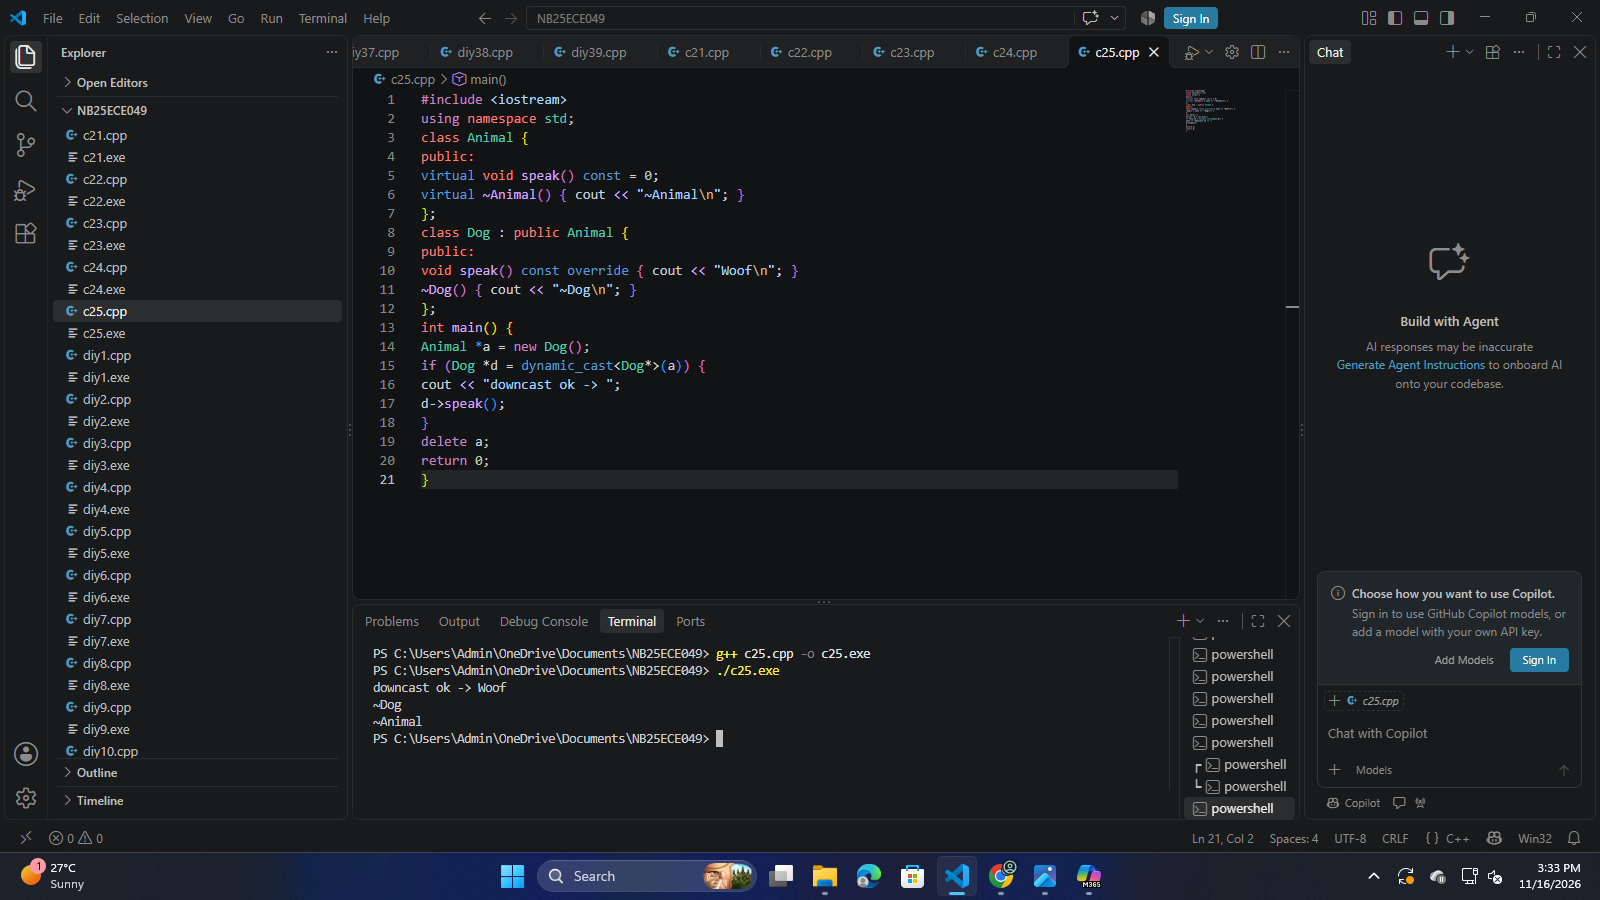 File Edit Selection View Go Run Terminal Help
NB25ECE049
Sign In
Explorer
Open Editors
NB25ECE049
c21.cpp
c21.exe
c22.cpp
c22.exe
c23.cpp
c23.exe
c24.cpp
c24.exe
c25.cpp
c25.exe
diy1.cpp
diy1.exe
diy2.cpp
diy2.exe
diy3.cpp
diy3.exe
diy4.cpp
diy4.exe
diy5.cpp
diy5.exe
diy6.cpp
diy6.exe
diy7.cpp
diy7.exe
diy8.cpp
diy8.exe
diy9.cpp
diy9.exe
diy10.cpp
Outline
Timeline
iy37.cpp diy38.cpp diy39.cpp c21.cpp c22.cpp c23.cpp c24.cpp c25.cpp
c25.cpp > main()
1 #include <iostream>
2 using namespace std;
3 class Animal {
4 public:
5 virtual void speak() const = 0;
6 virtual ~Animal() { cout << "~Animal\n"; }
7 };
8 class Dog : public Animal {
9 public:
10 void speak() const override { cout << "Woof\n"; }
11 ~Dog() { cout << "~Dog\n"; }
12 };
13 int main() {
14 Animal *a = new Dog();
15 if (Dog *d = dynamic_cast<Dog*>(a)) {
16 cout << "downcast ok -> ";
17 d->speak();
18 }
19 delete a;
20 return 0;
21 }
Problems Output Debug Console Terminal Ports
PS C:\Users\Admin\OneDrive\Documents\NB25ECE049> g++ c25.cpp -o c25.exe
PS C:\Users\Admin\OneDrive\Documents\NB25ECE049> ./c25.exe
downcast ok -> Woof
~Dog
~Animal
PS C:\Users\Admin\OneDrive\Documents\NB25ECE049>
powershell
powershell
powershell
powershell
powershell
powershell
powershell
powershell
Chat
Build with Agent
AI responses may be inaccurate
Generate Agent Instructions to onboard AI
onto your codebase.
Choose how you want to use Copilot.
Sign in to use GitHub Copilot models, or
add a model with your own API key.
Add Models Sign In
c25.cpp
Chat with Copilot
Models
Copilot
0 0
Ln 21, Col 2 Spaces: 4 UTF-8 CRLF { } C++ Win32
1
27°C
Sunny
Search
M365
3:33 PM
11/16/2026